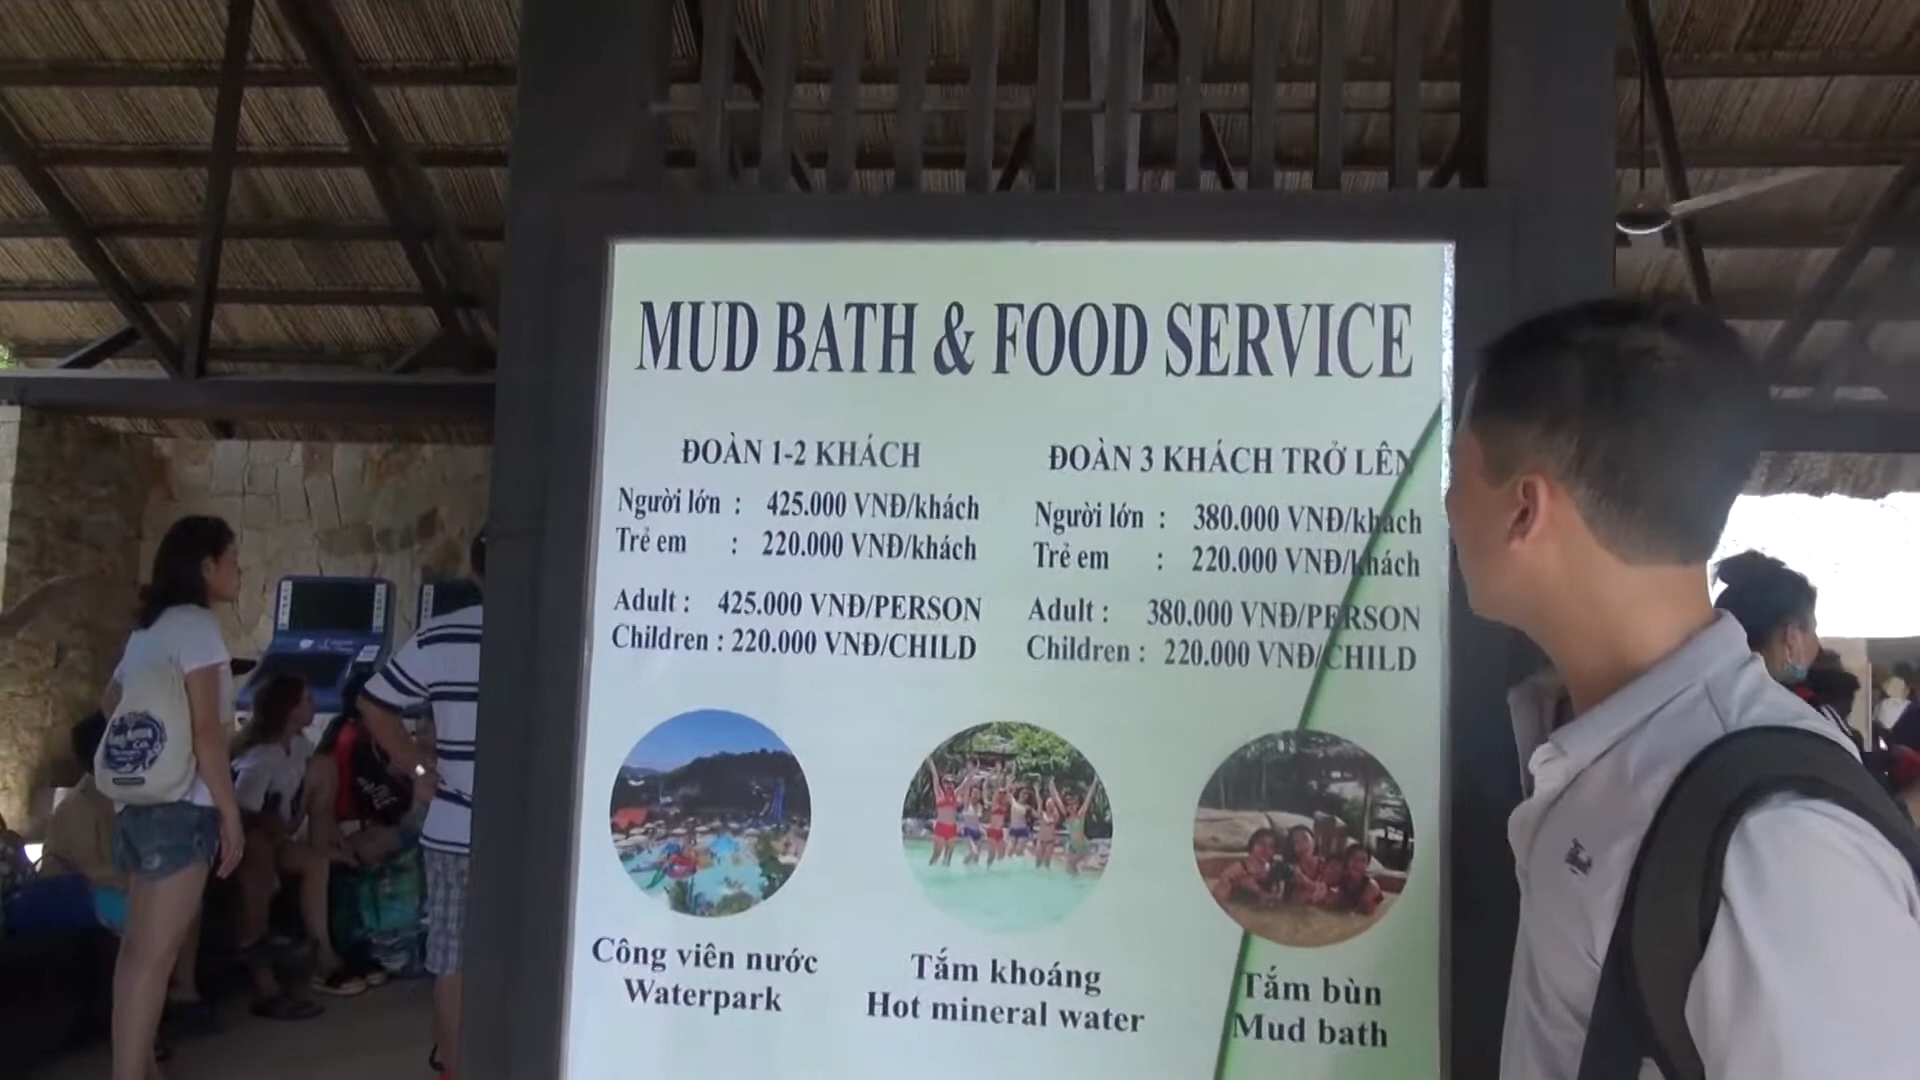 MUD BATH & FOOD SERVICE
ĐOÀN 1-2 KHÁCH
Người lớn : 425.000 VNĐ/khách
Trẻ em : 220.000 VNĐ/khách
Adult : 425.000 VNĐ/PERSON
Children : 220.000 VNĐ/CHILD
ĐOÀN 3 KHÁCH TRỞ LÊN
Người lớn : 380.000 VNĐ/khách
Trẻ em : 220.000 VNĐ/khách
Adult : 380.000 VNĐ/PERSON
Children : 220.000 VNĐ/CHILD
Công viên nước
Waterpark
Tắm khoáng
Hot mineral water
Tắm bùn
Mud bath